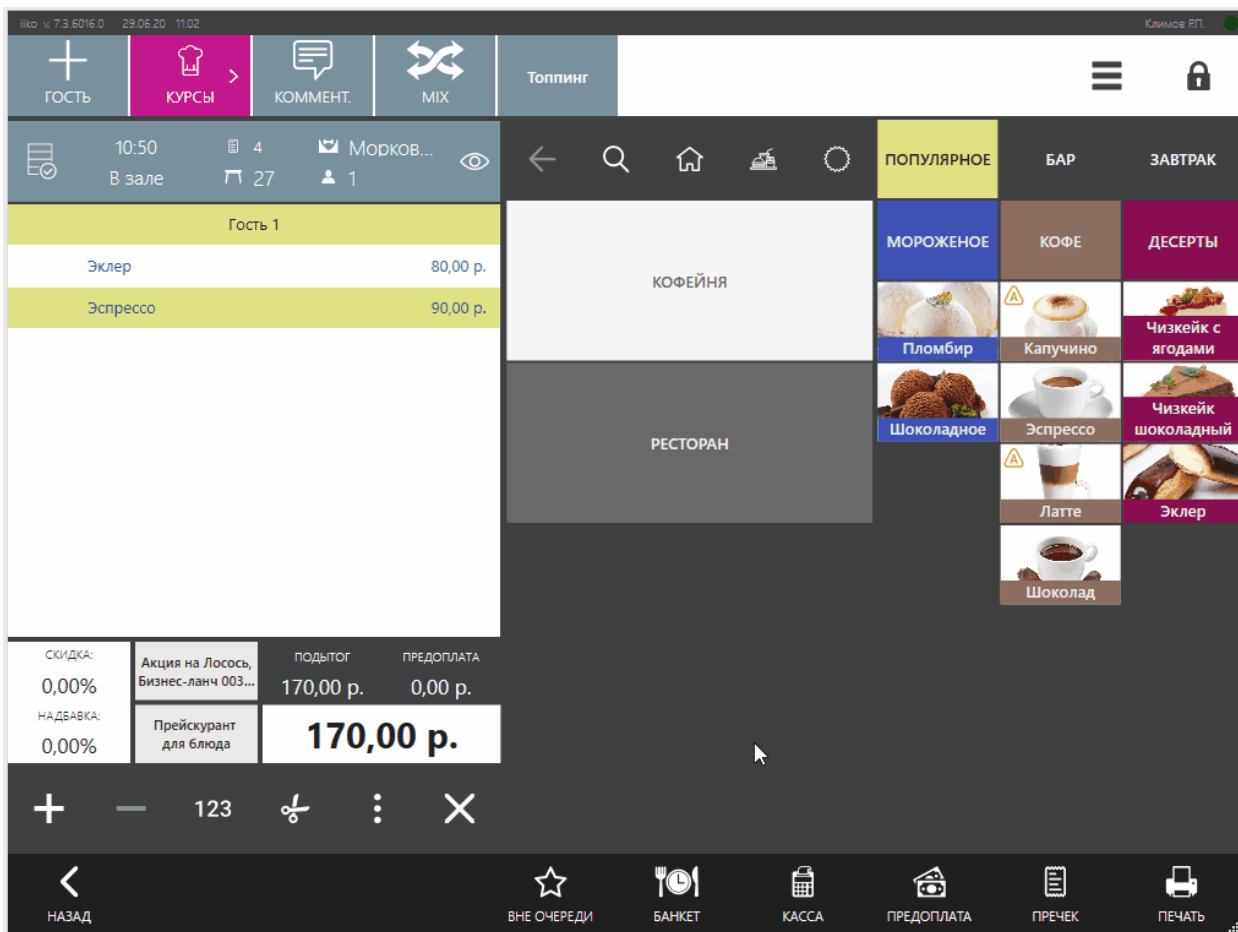 iiko v. 7.3.6016.0 29.06.20 11:02 Климов Р.П.
ГОСТЬ КУРСЫ КОММЕНТ. MIX Топпинг
10:50 4 Морков...
В зале 27 1
ПОПУЛЯРНОЕ БАР ЗАВТРАК
Гость 1
Эклер 80,00 р.
Эспрессо 90,00 р.
КОФЕЙНЯ
РЕСТОРАН
МОРОЖЕНОЕ КОФЕ ДЕСЕРТЫ
Пломбир Капучино Чизкейк с
ягодами
Шоколадное Эспрессо Чизкейк
шоколадный
Латте Эклер
Шоколад
СКИДКА:
0,00%
НАДБАВКА:
0,00%
Акция на Лосось,
Бизнес-ланч 003...
Прейскурант
для блюда
ПОДЫТОГ ПРЕДОПЛАТА
170,00 р. 0,00 р.
170,00 р.
123
НАЗАД ВНЕ ОЧЕРЕДИ БАНКЕТ КАССА ПРЕДОПЛАТА ПРЕЧЕК ПЕЧАТЬ